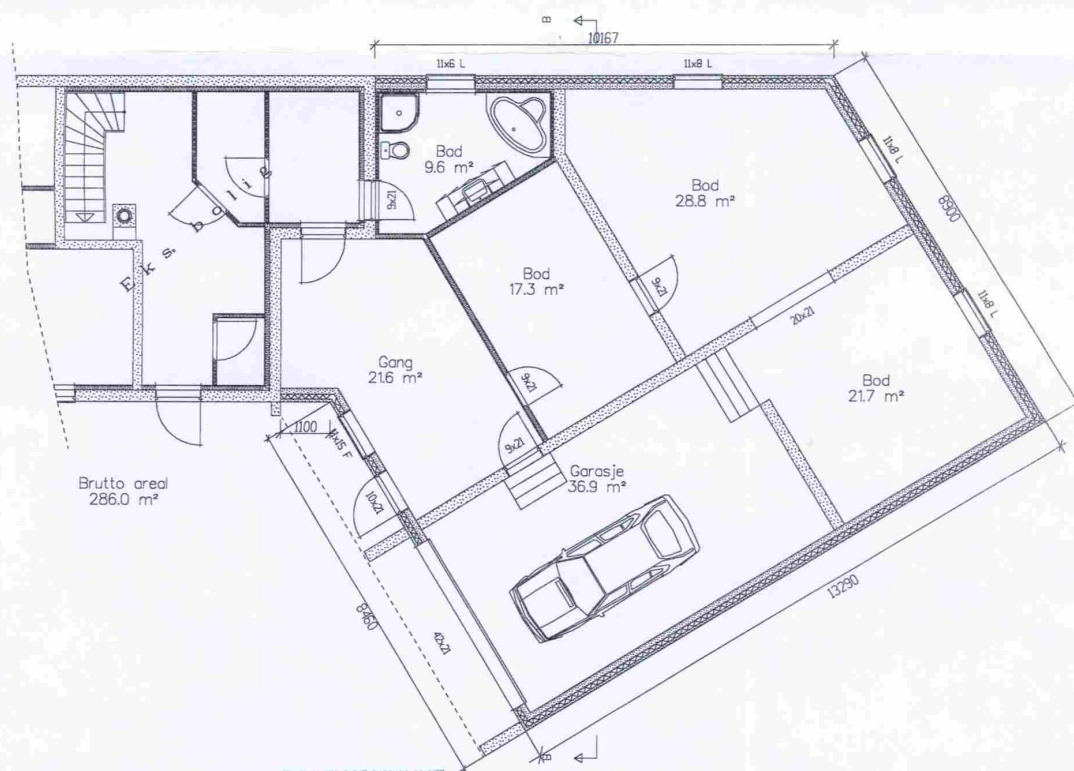 B
10167
11x6 L
11x8 L
Bad
9.6 m²
9x21
Eks. bolig
Bod
28.8 m²
11x8 L
8900
Bod
17.3 m²
9x21
11x8 L
20x21
Gang
21.6 m²
9x21
Bod
21.7 m²
1100
11x15 F
9x21
Garasje
36.9 m²
Brutto areal
286.0 m²
10x21
8460
42x21
13290
B